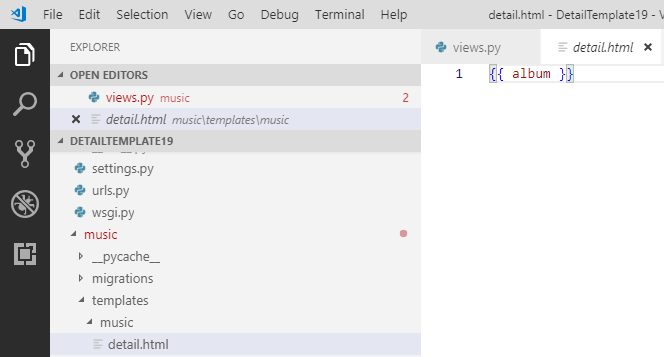 File Edit Selection View Go Debug Terminal Help detail.html - DetailTemplate19 -
EXPLORER
views.py
detail.html
OPEN EDITORS
views.py music 2
detail.html music\templates\music
DETAILTEMPLATE19
settings.py
urls.py
wsgi.py
music
__pycache__
migrations
templates
music
detail.html
1 {{ album }}